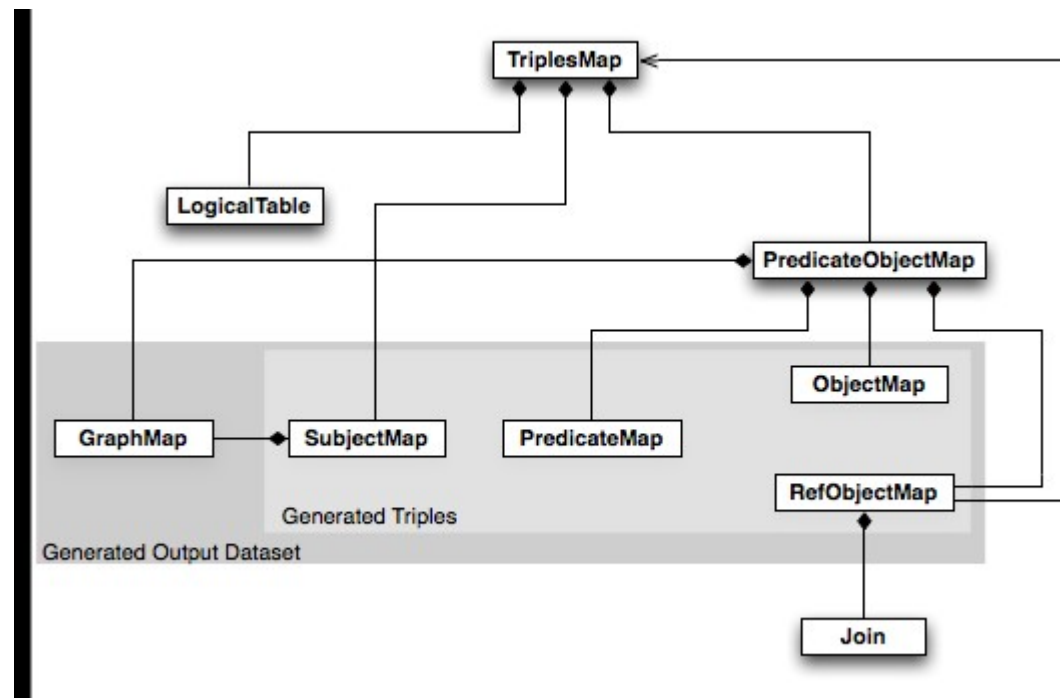 TriplesMap
LogicalTable
PredicateObjectMap
ObjectMap
GraphMap
SubjectMap
PredicateMap
RefObjectMap
Generated Triples
Generated Output Dataset
Join